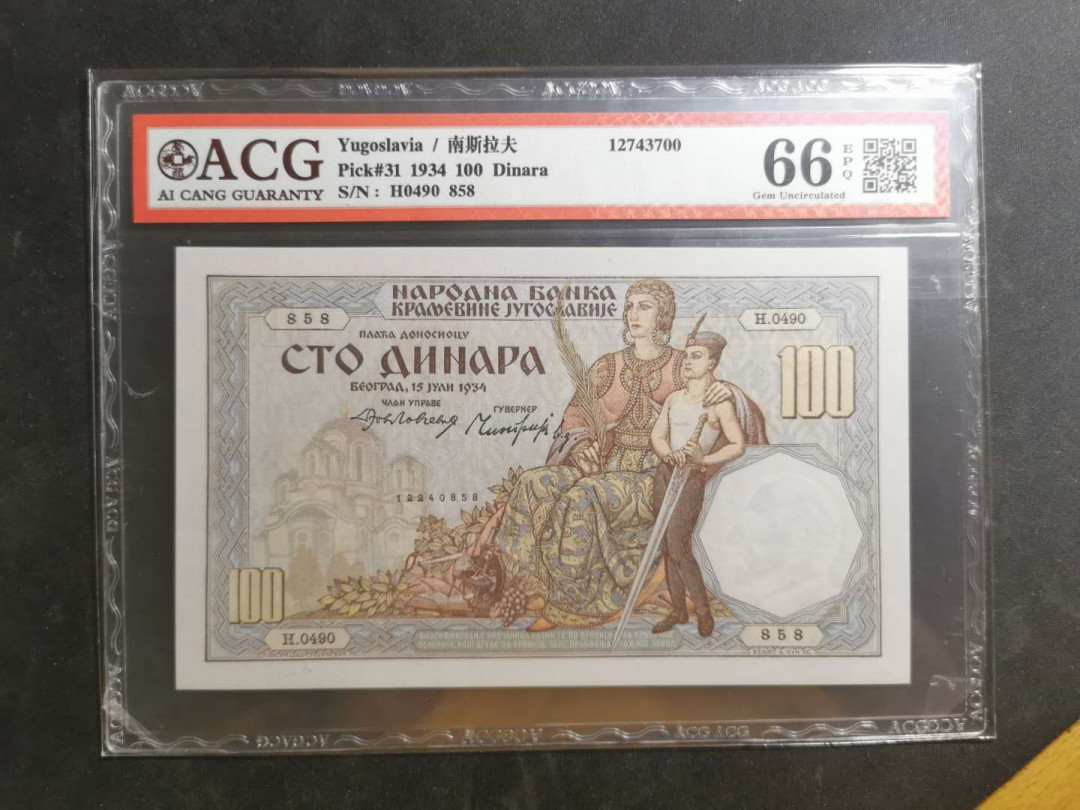 ACG
AI CANG GUARANTY
Yugoslavia / 南斯拉夫
Pick#31 1934 100 Dinara
S/N : H0490 858
12743700
66
EPQ
Gem Uncirculated
НАРОДНА БАНКА
КРАЉЕВИНЕ ЈУГОСЛАВИЈЕ
858
H.0490
ПЛАЋА ДОНОСИОЦУ
СТО ДИНАРА
БЕОГРАД, 15 ЈУЛИ 1934
ЧЛАН УПРАВЕ
ГУВЕРНЕР
100
12240858
100
H.0490
858